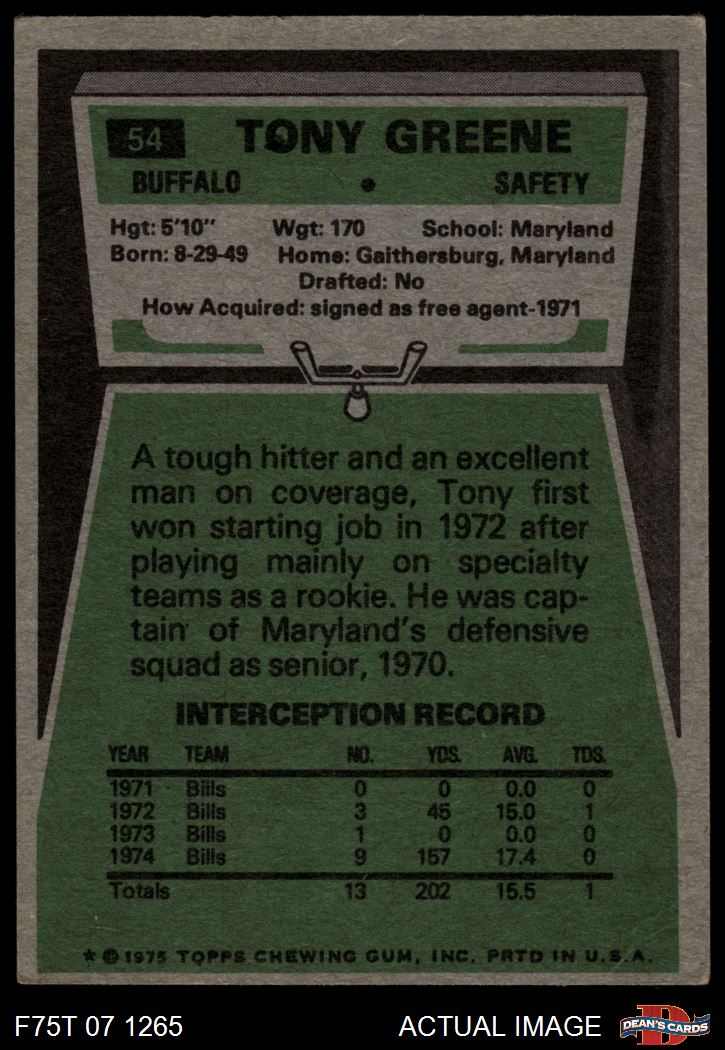 54 TONY GREENE
BUFFALO • SAFETY
Hgt: 5'10" Wgt: 170 School: Maryland
Born: 8-29-49 Home: Gaithersburg, Maryland
Drafted: No
How Acquired: signed as free agent-1971
A tough hitter and an excellent
man on coverage, Tony first
won starting job in 1972 after
playing mainly on specialty
teams as a rookie. He was cap-
tain of Maryland's defensive
squad as senior, 1970.
INTERCEPTION RECORD
YEAR TEAM NO. YDS. AVG. TDS.
1971 Bills 0 0 0.0 0
1972 Bills 3 45 15.0 1
1973 Bills 1 0 0.0 0
1974 Bills 9 157 17.4 0
Totals 13 202 15.5 1
* © 1975 TOPPS CHEWING GUM, INC. PRTD IN U.S.A.
F75T 07 1265 ACTUAL IMAGE D DEAN'S CARDS